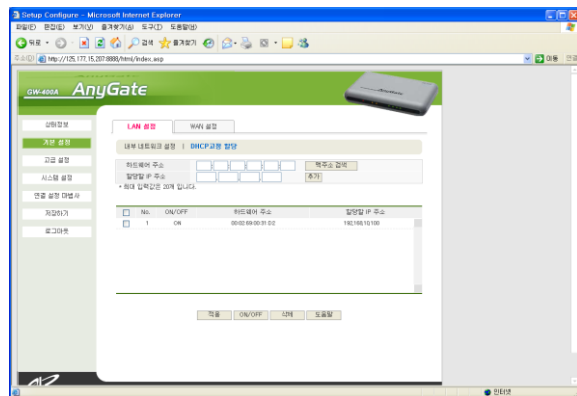 Setup Configure - Microsoft Internet Explorer
파일(F) 편집(E) 보기(V) 즐겨찾기(A) 도구(T) 도움말(H)
뒤로 검색 즐겨찾기
주소(D) http://125.177.15.207:8888/html/index.asp 이동 연결
GW-400A AnyGate
AnyGate
상태정보
기본 설정
고급 설정
시스템 설정
연결 설정 마법사
저장하기
로그아웃
LAN 설정 WAN 설정
내부 네트워크 설정 | DHCP고정 할당
하드웨어 주소 : : : : : 맥주소 검색
할당할 IP 주소 . . . 추가
* 최대 입력값은 20개 입니다.
No. ON/OFF 하드웨어 주소 할당할 IP 주소
1 ON 00:02:69:00:31:D2 192.168.10.100
적용 ON/OFF 삭제 도움말
인터넷